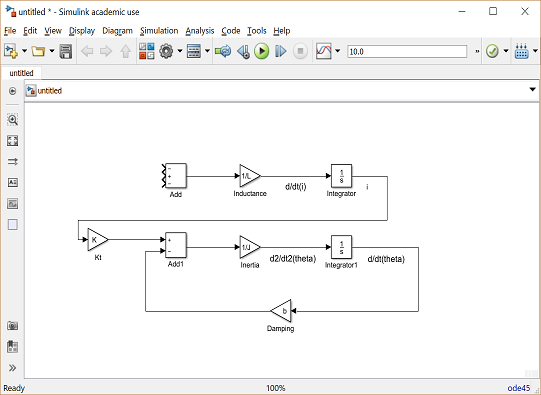 untitled * - Simulink academic use
File Edit View Display Diagram Simulation Analysis Code Tools Help
10.0 »
untitled
untitled
- + -
Add
1/L
Inductance
d/dt(i)
1
s
Integrator
i
K
Kt
+ -
Add1
1/J
Inertia
d2/dt2(theta)
1
s
Integrator1
d/dt(theta)
b
Damping
Ready 100% ode45